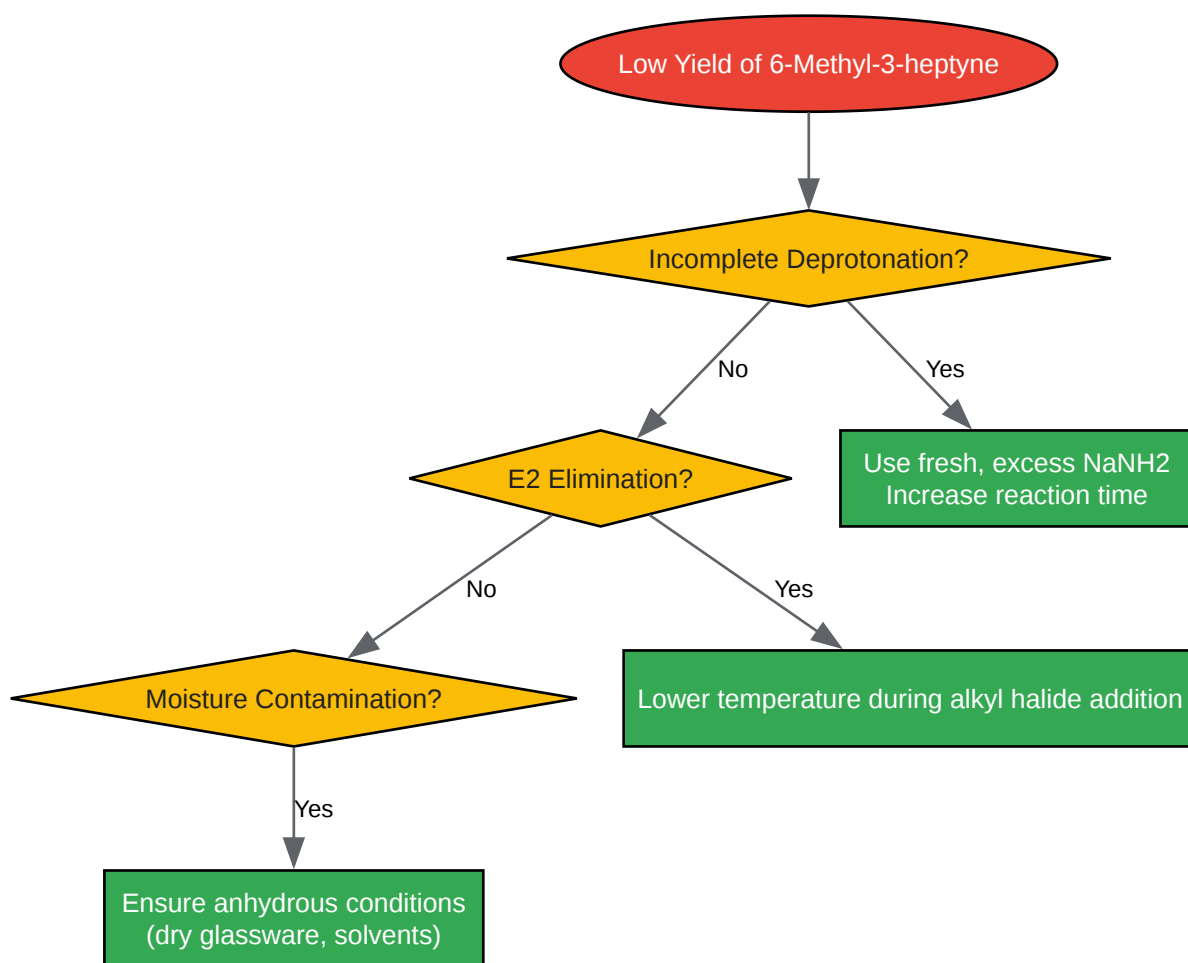 Low Yield of 6-Methyl-3-heptyne
Incomplete Deprotonation?
No
Yes
E2 Elimination?
Use fresh, excess NaNH2
Increase reaction time
No
Yes
Moisture Contamination?
Lower temperature during alkyl halide addition
Yes
Ensure anhydrous conditions
(dry glassware, solvents)